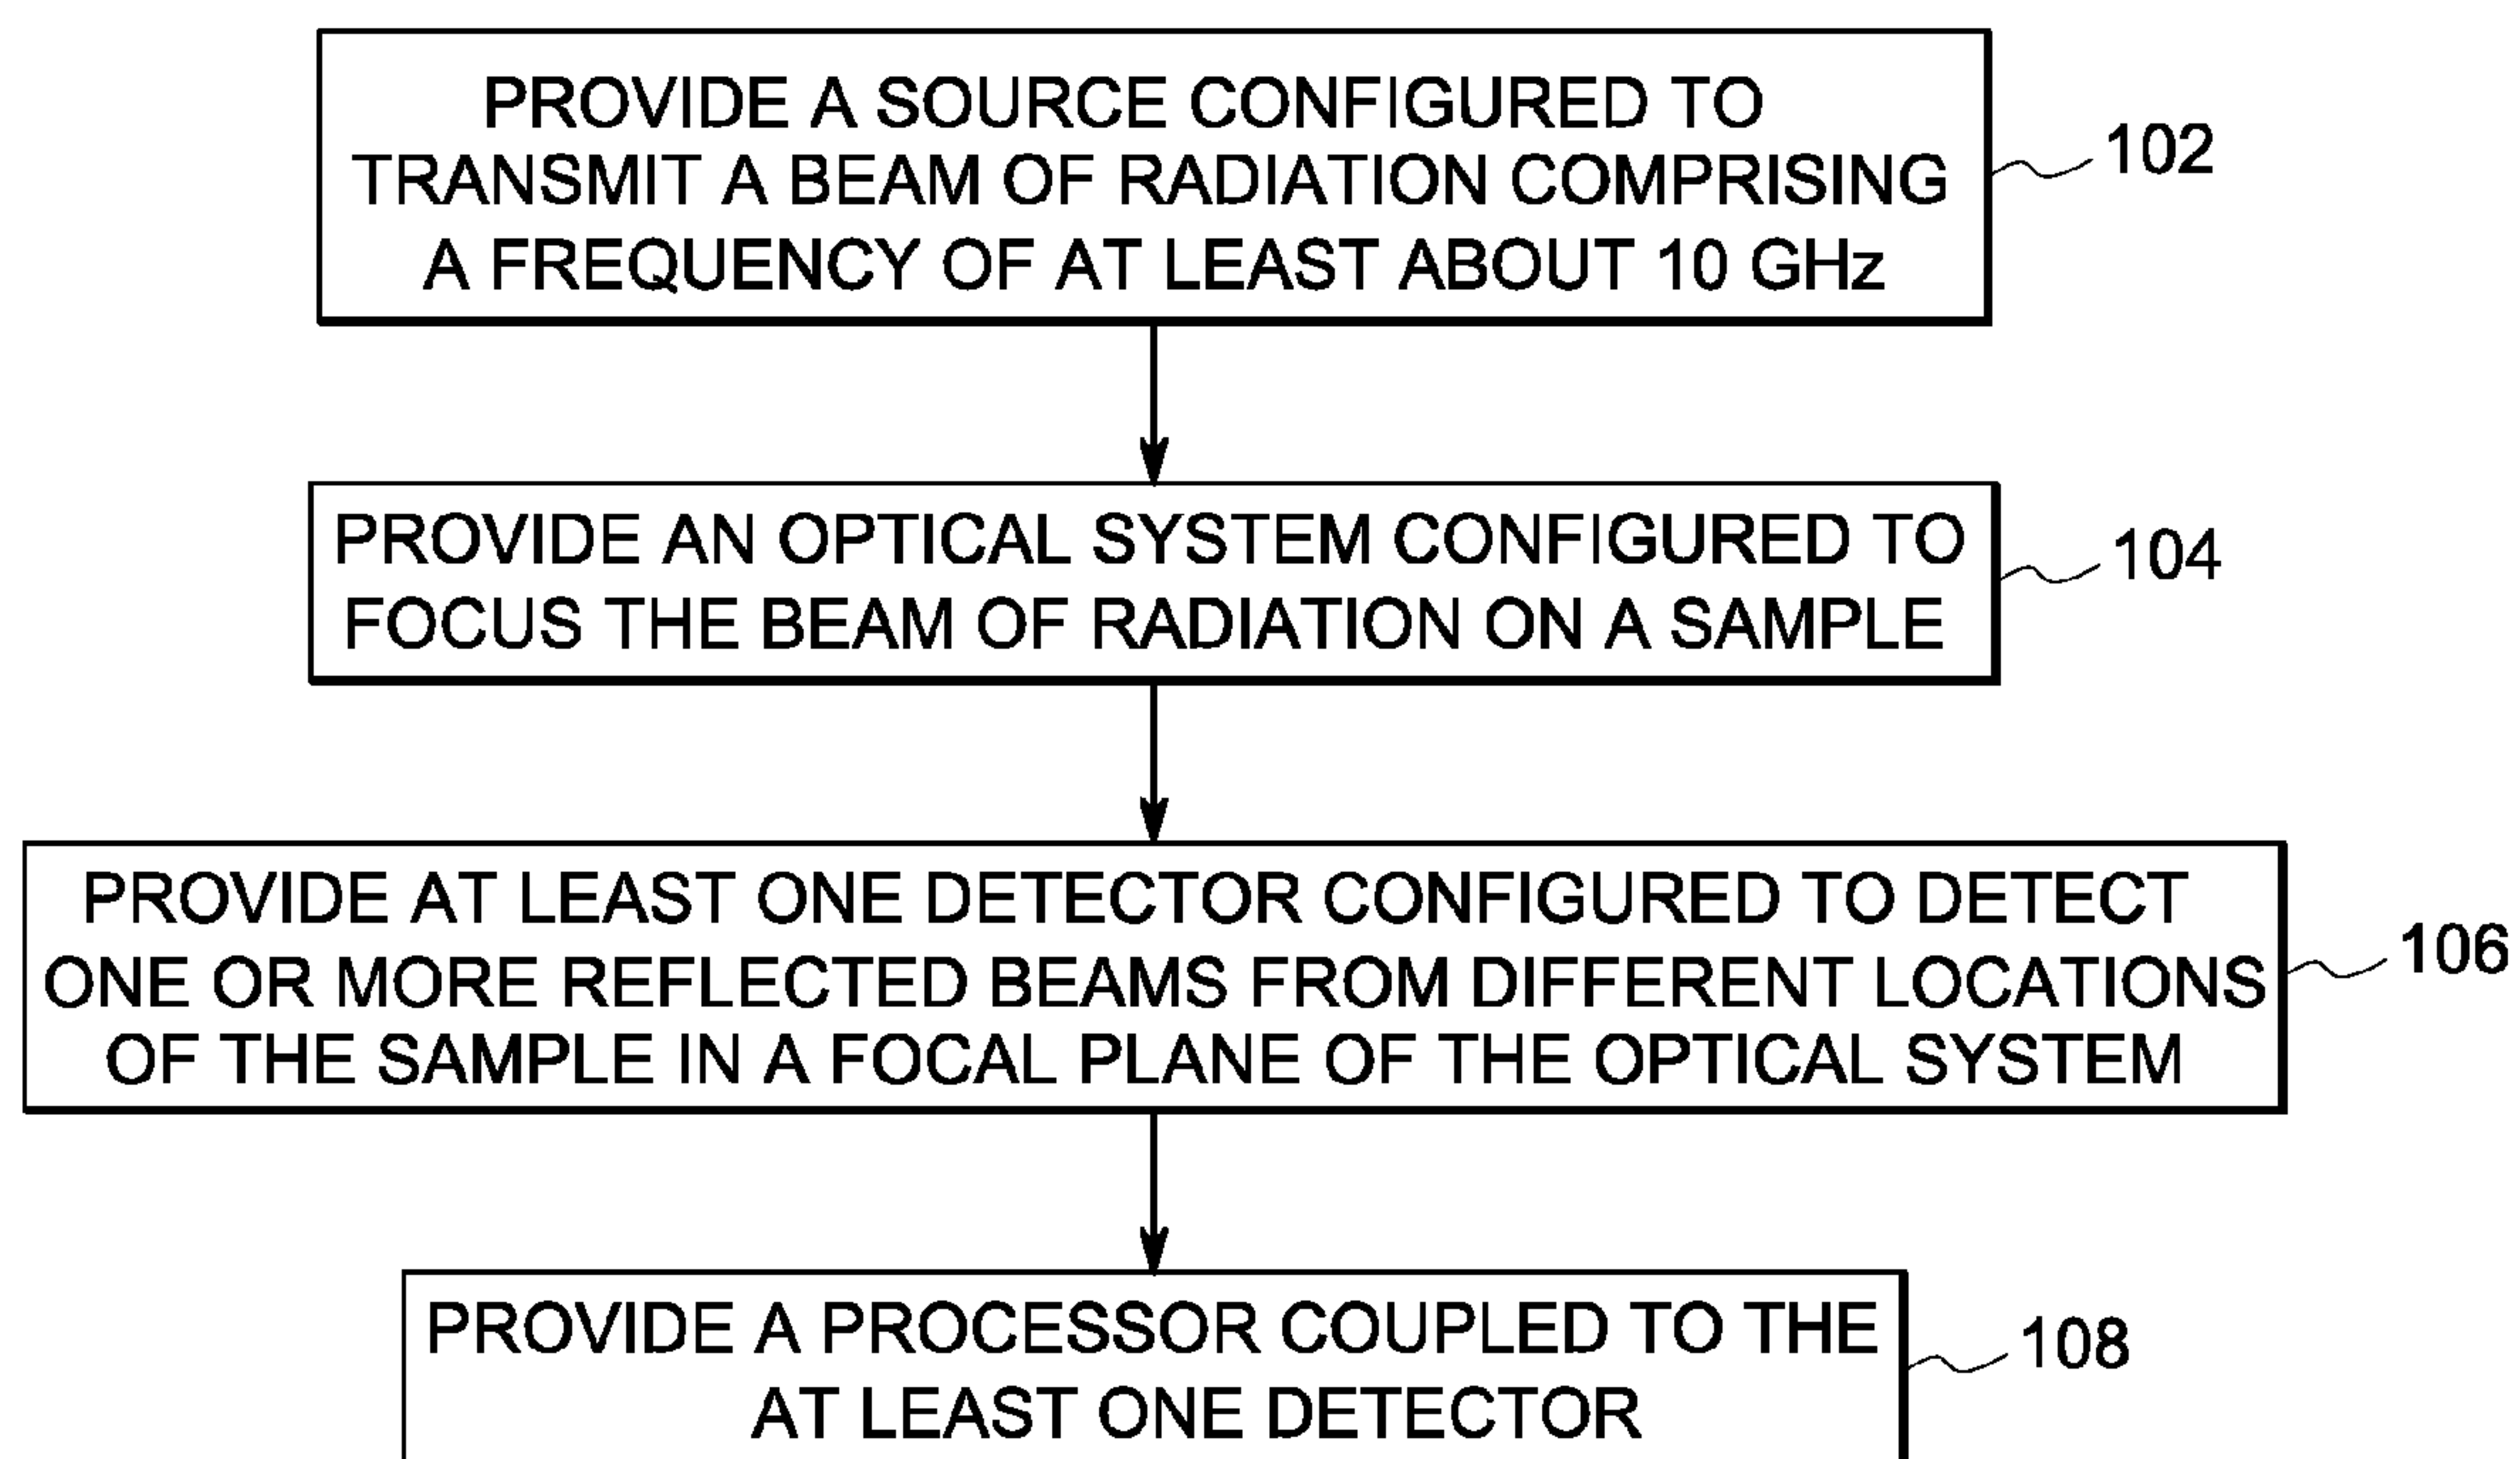 PROVIDE A SOURCE CONFIGURED TO
TRANSMIT A BEAM OF RADIATION COMPRISING
A FREQUENCY OF AT LEAST ABOUT 10 GHz
102
PROVIDE AN OPTICAL SYSTEM CONFIGURED TO
FOCUS THE BEAM OF RADIATION ON A SAMPLE
104
PROVIDE AT LEAST ONE DETECTOR CONFIGURED TO DETECT
ONE OR MORE REFLECTED BEAMS FROM DIFFERENT LOCATIONS
OF THE SAMPLE IN A FOCAL PLANE OF THE OPTICAL SYSTEM
106
PROVIDE A PROCESSOR COUPLED TO THE
AT LEAST ONE DETECTOR
108